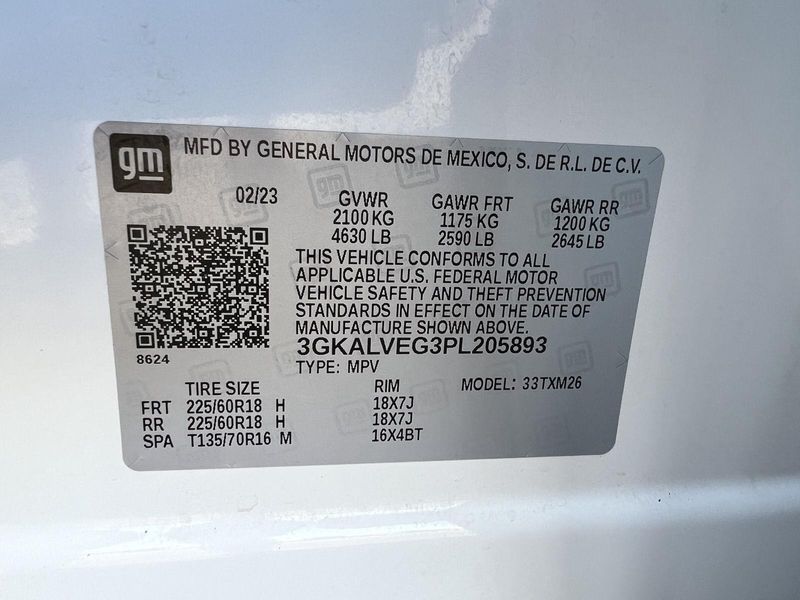 gm
MFD BY GENERAL MOTORS DE MEXICO, S. DE R.L. DE C.V.
02/23 GVWR GAWR FRT GAWR RR
2100 KG 1175 KG 1200 KG
4630 LB 2590 LB 2645 LB
THIS VEHICLE CONFORMS TO ALL
APPLICABLE U.S. FEDERAL MOTOR
VEHICLE SAFETY AND THEFT PREVENTION
STANDARDS IN EFFECT ON THE DATE OF
MANUFACTURE SHOWN ABOVE.
8624
3GKALVEG3PL205893
TYPE: MPV
TIRE SIZE RIM MODEL: 33TXM26
FRT 225/60R18 H 18X7J
RR 225/60R18 H 18X7J
SPA T135/70R16 M 16X4BT